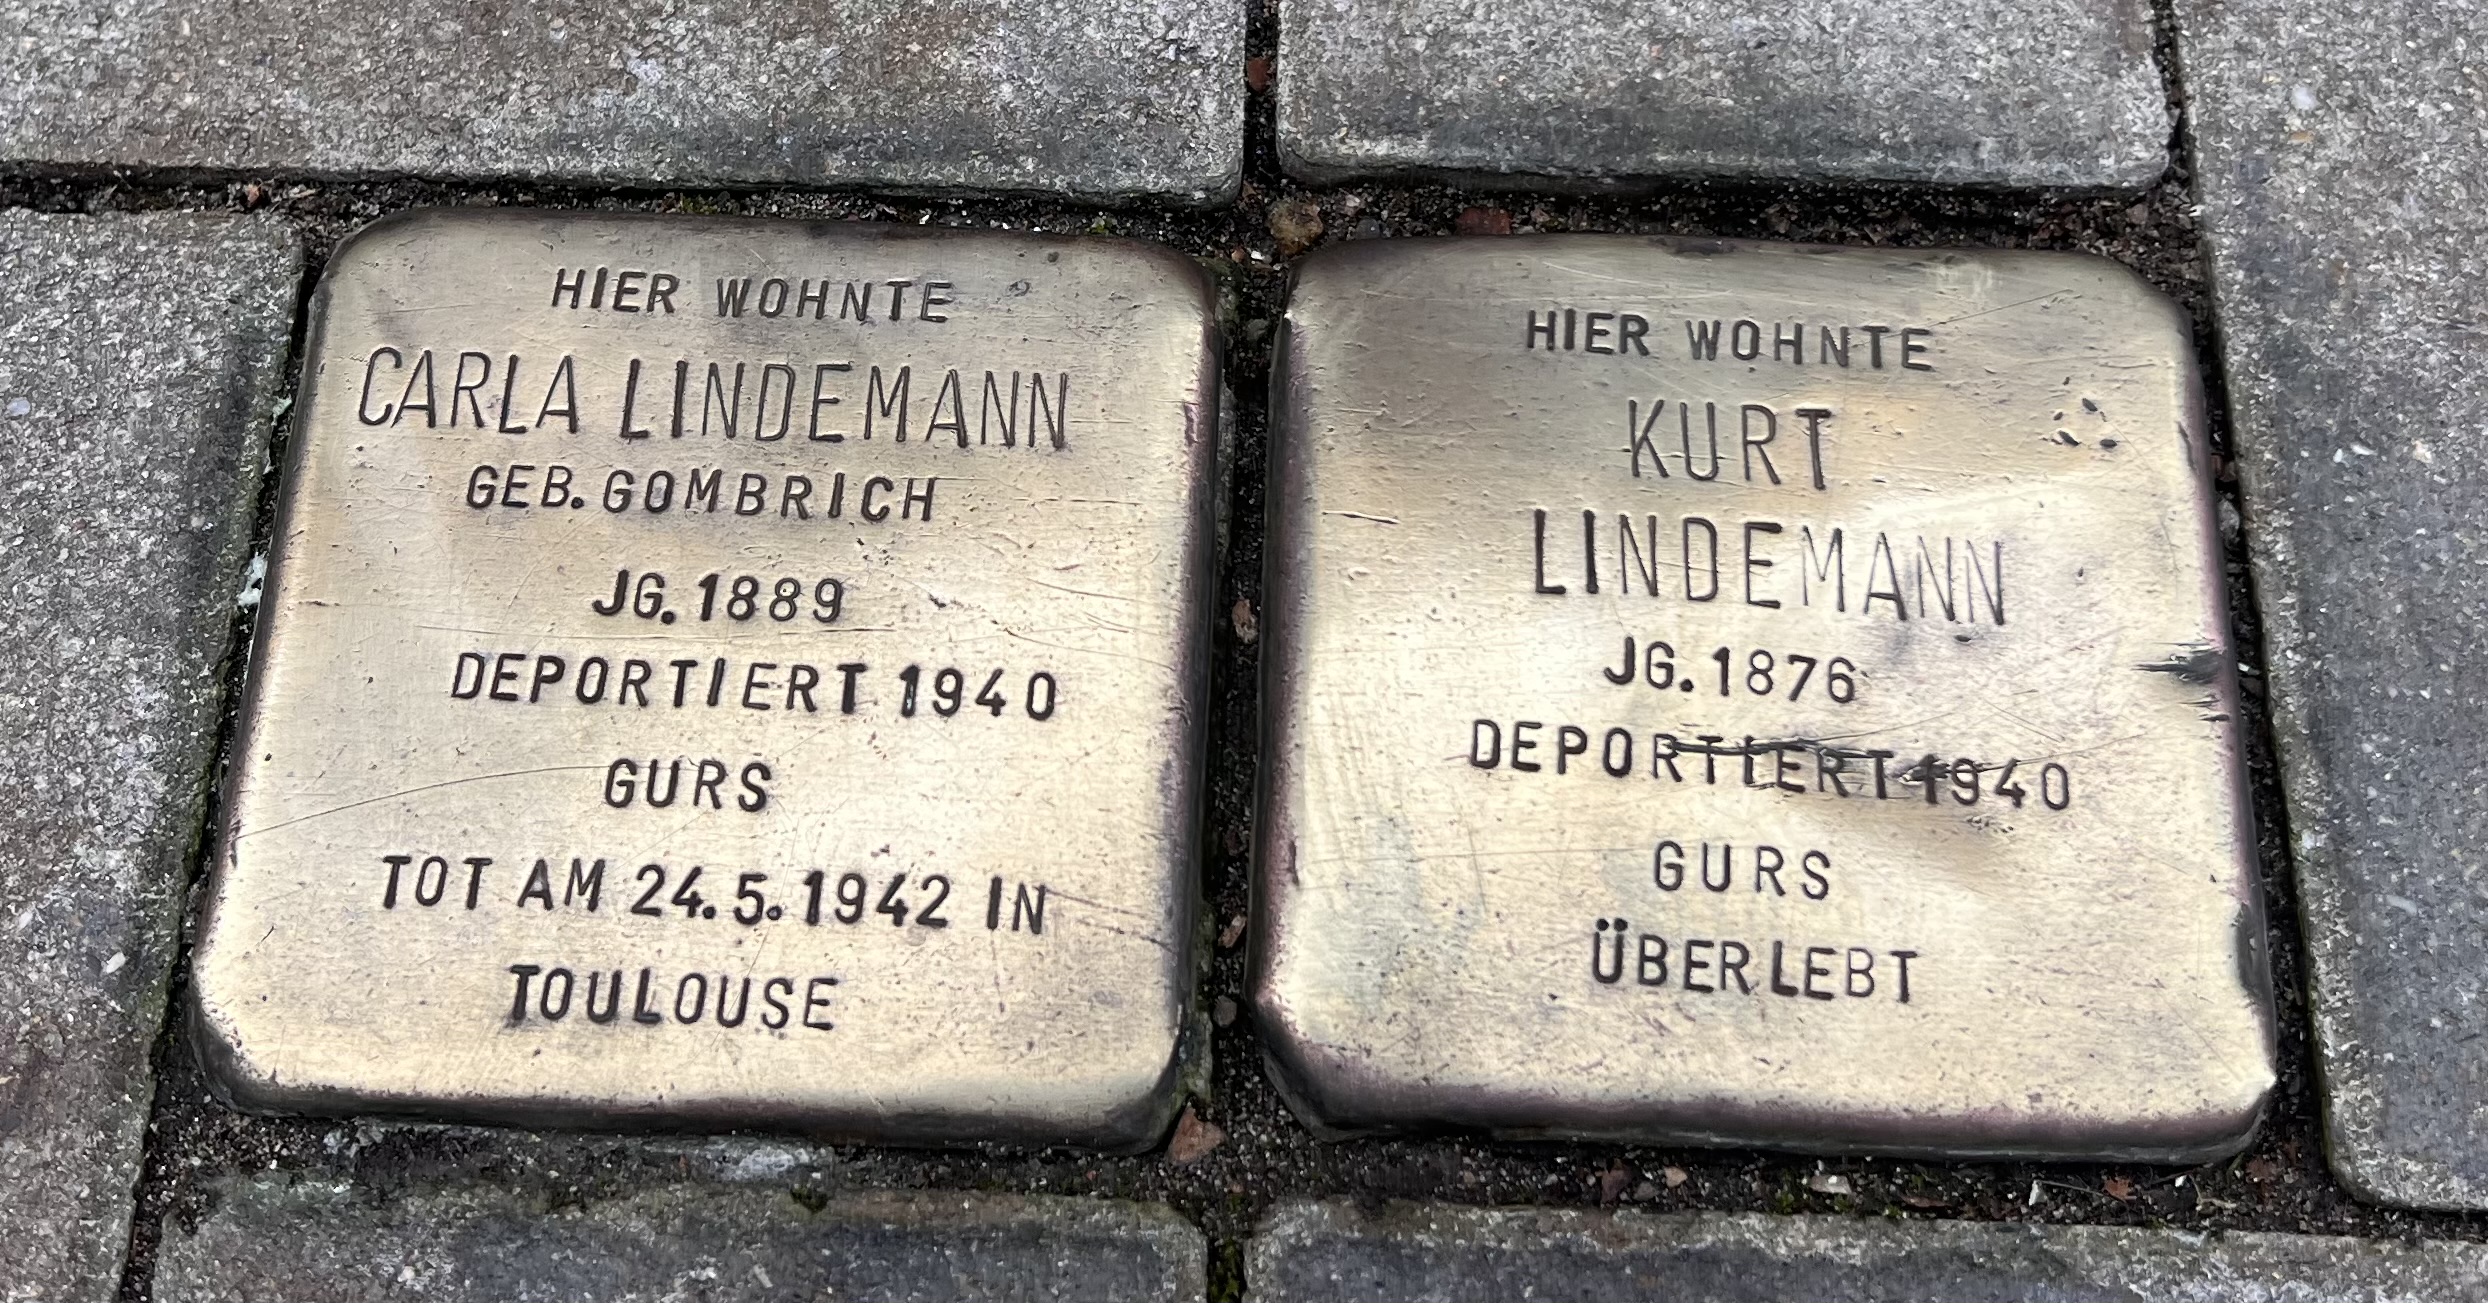 HIER WOHNTE
CARLA LINDEMANN
GEB. GOMBRICH
JG. 1889
DEPORTIERT 1940
GURS
TOT AM 24.5.1942 IN
TOULOUSE
HIER WOHNTE
KURT
LINDEMANN
JG. 1876
DEPORTIERT 1940
GURS
ÜBERLEBT